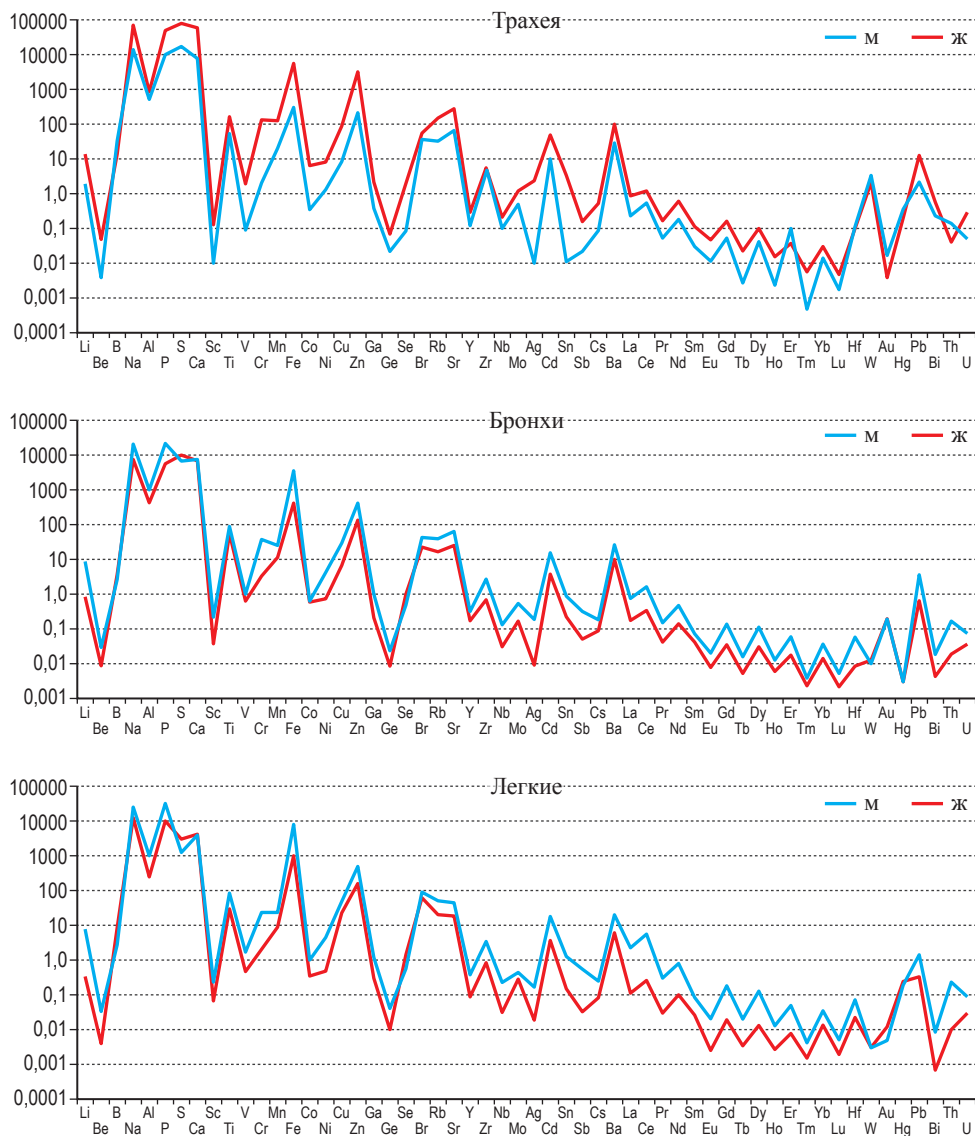 Трахея
м ж
100000
10000
1000
100
10
1,0
0,1
0,01
0,001
0,0001
Li B Al S Sc V Mn Co Cu Ga Se Rb Y Nb Ag Sn Cs La Pr Sm Gd Dy Er Yb Hf Au Pb Th
Be Na P Ca Ti Cr Fe Ni Zn Ge Br Sr Zr Mo Cd Sb Ba Ce Nd Eu Tb Ho Tm Lu W Hg Bi U
Бронхи
м ж
100000
10000
1000
100
10
1,0
0,1
0,01
0,001
Li B Al S Sc V Mn Co Cu Ga Se Rb Y Nb Ag Sn Cs La Pr Sm Gd Dy Er Yb Hf Au Pb Th
Be Na P Ca Ti Cr Fe Ni Zn Ge Br Sr Zr Mo Cd Sb Ba Ce Nd Eu Tb Ho Tm Lu W Hg Bi U
Легкие
м ж
100000
10000
1000
100
10
1,0
0,1
0,01
0,001
0,0001
Li B Al S Sc V Mn Co Cu Ga Se Rb Y Nb Ag Sn Cs La Pr Sm Gd Dy Er Yb Hf Au Pb Th
Be Na P Ca Ti Cr Fe Ni Zn Ge Br Sr Zr Mo Cd Sb Ba Ce Nd Eu Tb Ho Tm Lu W Hg Bi U